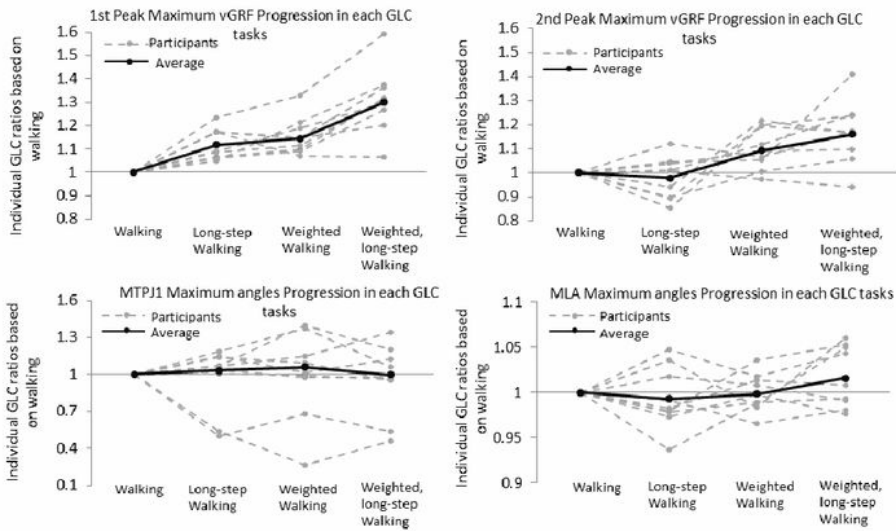 1st Peak Maximum vGRF Progression in each GLC
tasks
Participants
Average
Individual GLC ratios based on
walking
1.6
1.5
1.4
1.3
1.2
1.1
1
0.9
0.8
Walking
Long-step
Walking
Weighted
Walking
Weighted,
long-step
Walking
2nd Peak Maximum vGRF Progression in each GLC
tasks
Participants
Average
Individual GLC ratios based on
walking
1.6
1.5
1.4
1.3
1.2
1.1
1
0.9
0.8
Walking
Long-step
Walking
Weighted
Walking
Weighted,
long-step
Walking
MTPJ1 Maximum angles Progression in each GLC
tasks
Participants
Average
Individual GLC ratios based
on walking
1.6
1.3
1
0.7
0.4
0.1
Walking
Long-step
Walking
Weighted
Walking
Weighted,
long-step
Walking
MLA Maximum angles Progression in each GLC tasks
Participants
Average
Individual GLC ratios based
on walking
1.1
1.05
1
0.95
0.9
Walking
Long-step
Walking
Weighted
Walking
Weighted,
long-step
Walking